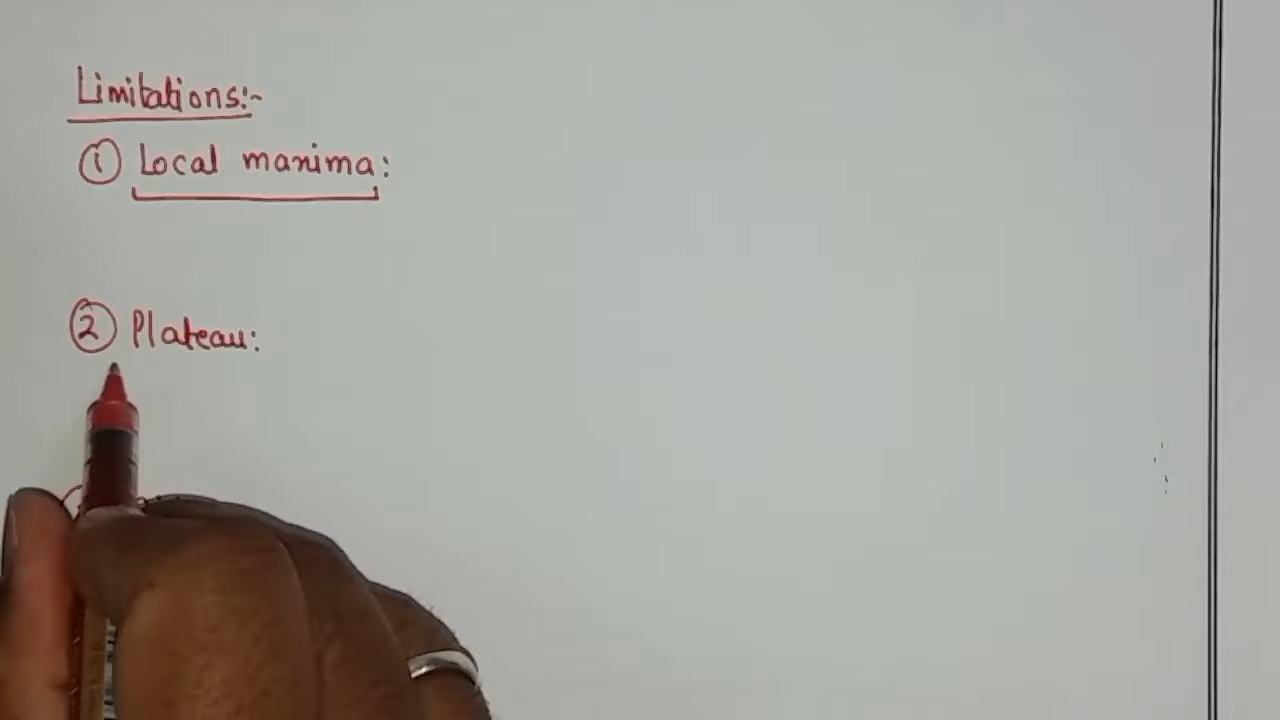 Limitations:-
① Local maxima:
② Plateau: